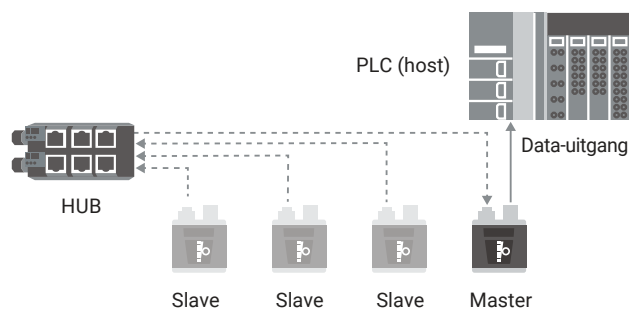 PLC (host)
Data-uitgang
HUB
Slave
Slave
Slave
Master